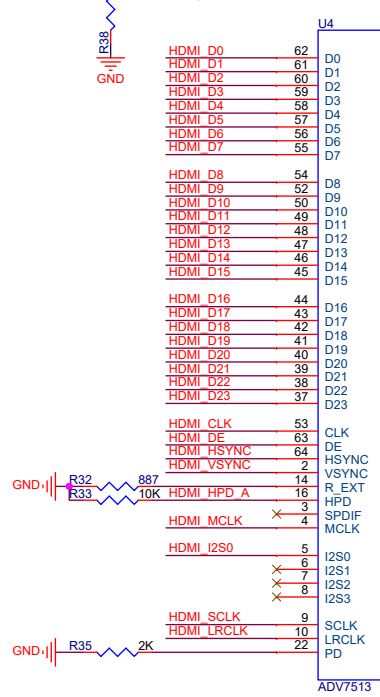 U4
R38
GND
HDMI_D0 62 D0
HDMI_D1 61 D1
HDMI_D2 60 D2
HDMI_D3 59 D3
HDMI_D4 58 D4
HDMI_D5 57 D5
HDMI_D6 56 D6
HDMI_D7 55 D7
HDMI_D8 54 D8
HDMI_D9 52 D9
HDMI_D10 50 D10
HDMI_D11 49 D11
HDMI_D12 48 D12
HDMI_D13 47 D13
HDMI_D14 46 D14
HDMI_D15 45 D15
HDMI_D16 44 D16
HDMI_D17 43 D17
HDMI_D18 42 D18
HDMI_D19 41 D19
HDMI_D20 40 D20
HDMI_D21 39 D21
HDMI_D22 38 D22
HDMI_D23 37 D23
HDMI_CLK 53 CLK
HDMI_DE 63 DE
HDMI_HSYNC 64 HSYNC
HDMI_VSYNC 2 VSYNC
GND R32 887 14 R_EXT
R33 10K HDMI_HPD_A 16 HPD
3 SPDIF
HDMI_MCLK 4 MCLK
HDMI_I2S0 5 I2S0
6 I2S1
7 I2S2
8 I2S3
HDMI_SCLK 9 SCLK
HDMI_LRCLK 10 LRCLK
GND R35 2K 22 PD
ADV7513